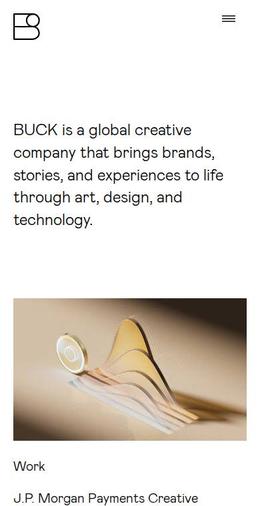 BUCK is a global creative
company that brings brands,
stories, and experiences to life
through art, design, and
technology.
Work
J.P. Morgan Payments Creative